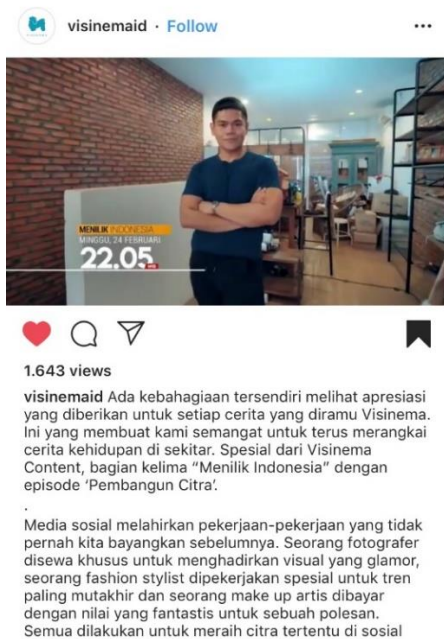 visinemaid · Follow
MENILIK INDONESIA
MINGGU, 24 FEBRUARI
22.05
1.643 views
visinemaid Ada kebahagiaan tersendiri melihat apresiasi
yang diberikan untuk setiap cerita yang diramu Visinema.
Ini yang membuat kami semangat untuk terus merangkai
cerita kehidupan di sekitar. Spesial dari Visinema
Content, bagian kelima “Menilik Indonesia” dengan
episode ‘Pembangun Citra’.
.
Media sosial melahirkan pekerjaan-pekerjaan yang tidak
pernah kita bayangkan sebelumnya. Seorang fotografer
disewa khusus untuk menghadirkan visual yang glamor,
seorang fashion stylist dipekerjakan spesial untuk tren
paling mutakhir dan seorang make up artis dibayar
dengan nilai yang fantastis untuk sebuah polesan.
Semua dilakukan untuk meraih citra tertentu di sosial